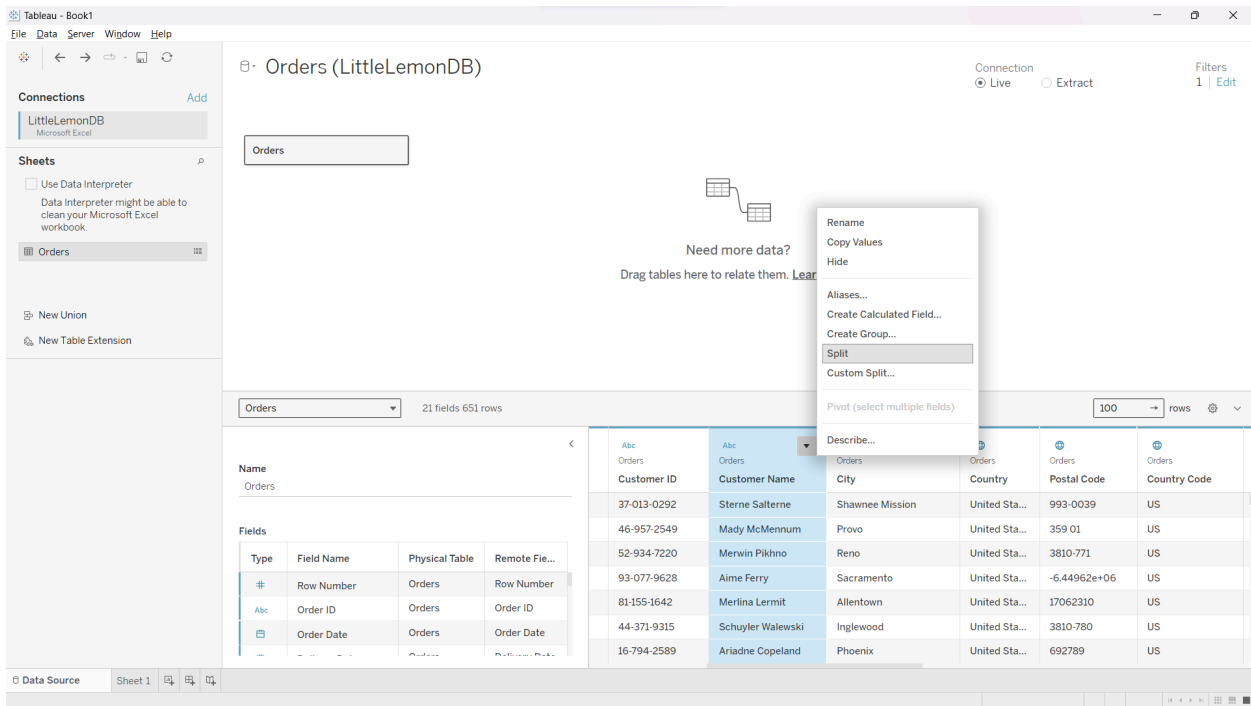 Tableau - Book1
File Data Server Window Help
Connections Add
LittleLemonDB
Microsoft Excel
Sheets
Use Data Interpreter
Data Interpreter might be able to
clean your Microsoft Excel
workbook.
Orders
New Union
New Table Extension
Orders (LittleLemonDB)
Connection
Live Extract
Filters
1 Edit
Orders
Need more data?
Drag tables here to relate them. Lear
Rename
Copy Values
Hide
Aliases...
Create Calculated Field...
Create Group...
Split
Custom Split...
Pivot (select multiple fields)
Describe...
Orders 21 fields 651 rows 100 rows
Name
Orders
Fields
Type Field Name Physical Table Remote Fie...
# Row Number Orders Row Number
Abc Order ID Orders Order ID
Order Date Orders Order Date
Abc Abc
Orders Orders Orders Orders Orders Orders
Customer ID Customer Name City Country Postal Code Country Code
37-013-0292 Sterne Salterne Shawnee Mission United Sta... 993-0039 US
46-957-2549 Mady McMennum Provo United Sta... 359 01 US
52-934-7220 Merwin Pikhno Reno United Sta... 3810-771 US
93-077-9628 Aime Ferry Sacramento United Sta... -6.44962e+06 US
81-155-1642 Merlina Lermit Allentown United Sta... 17062310 US
44-371-9315 Schuyler Walewski Inglewood United Sta... 3810-780 US
16-794-2589 Ariadne Copeland Phoenix United Sta... 692789 US
Data Source Sheet 1